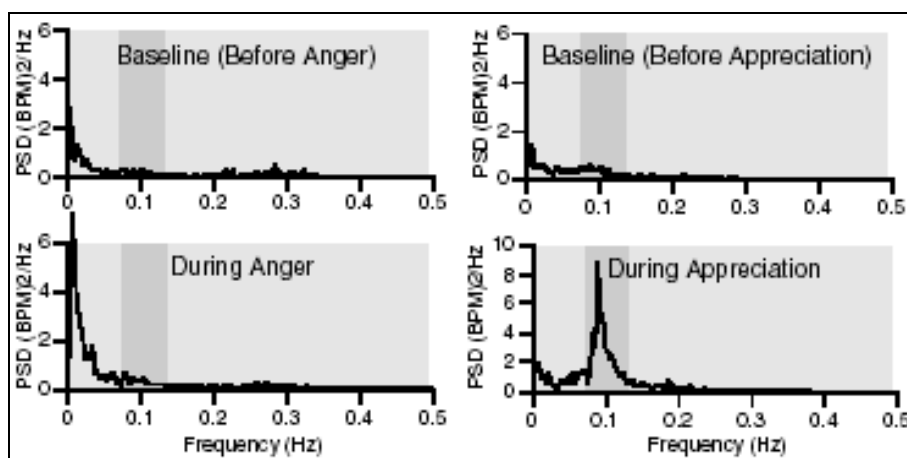 6
4
2
0
PSD (BPM)2/Hz
Baseline (Before Anger)
0 0.1 0.2 0.3 0.4 0.5
6
4
2
0
PSD (BPM)2/Hz
Baseline (Before Appreciation)
0 0.1 0.2 0.3 0.4 0.5
6
4
2
0
PSD (BPM)2/Hz
During Anger
0 0.1 0.2 0.3 0.4 0.5
Frequency (Hz)
10
8
6
4
2
0
PSD (BPM)2/Hz
During Appreciation
0 0.1 0.2 0.3 0.4 0.5
Frequency (Hz)